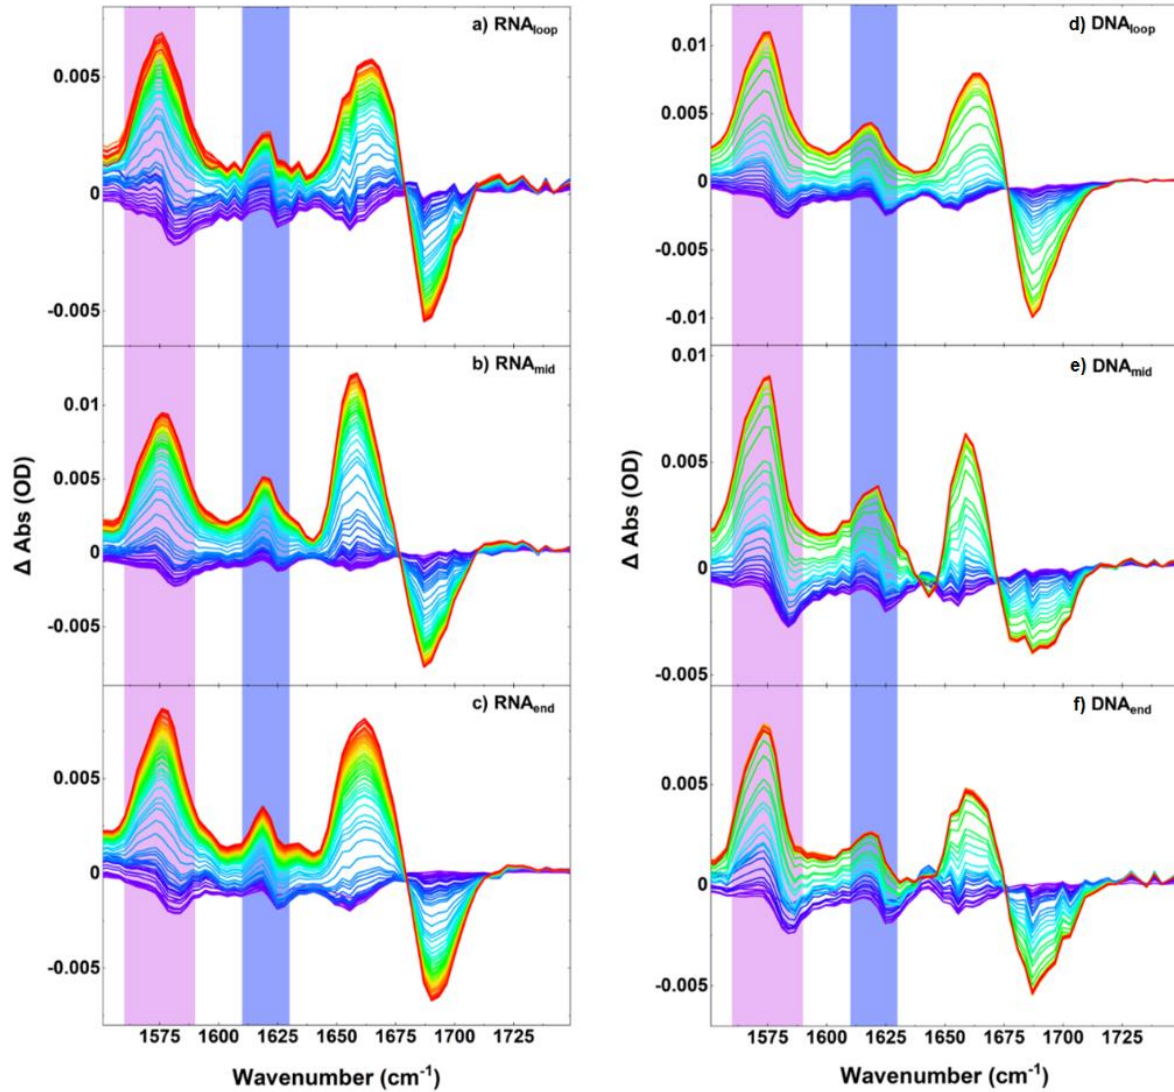 a) RNAloop
0.005
0
-0.005
b) RNAmid
0.01
0.005
0
-0.005
c) RNAend
0.005
0
-0.005
1575 1600 1625 1650 1675 1700 1725
Wavenumber (cm-1)
Δ Abs (OD)
d) DNAloop
0.01
0.005
0
-0.005
-0.01
e) DNAmid
0.01
0.005
0
-0.005
f) DNAend
0.005
0
-0.005
1575 1600 1625 1650 1675 1700 1725
Wavenumber (cm-1)
Δ Abs (OD)